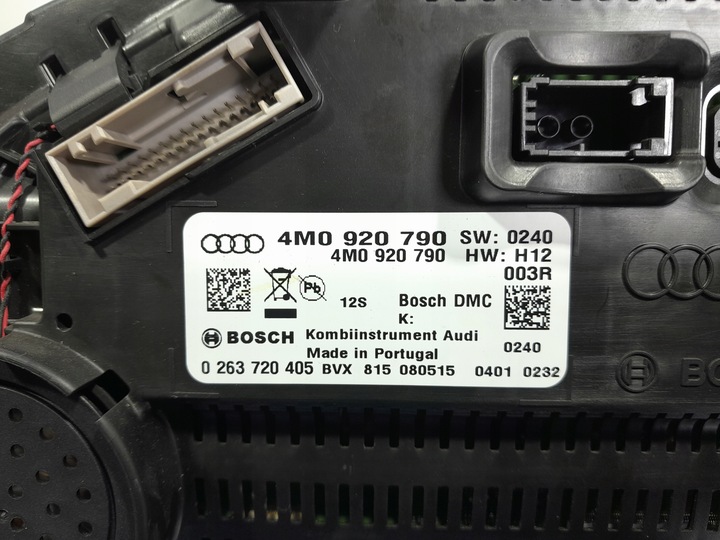 4M0 920 790 SW: 0240
4M0 920 790 HW: H12
003R
Pb
12S Bosch DMC
K:
BOSCH Kombiinstrument Audi
0240
Made in Portugal
0 263 720 405 BVX 815 080515 0401 0232
BO